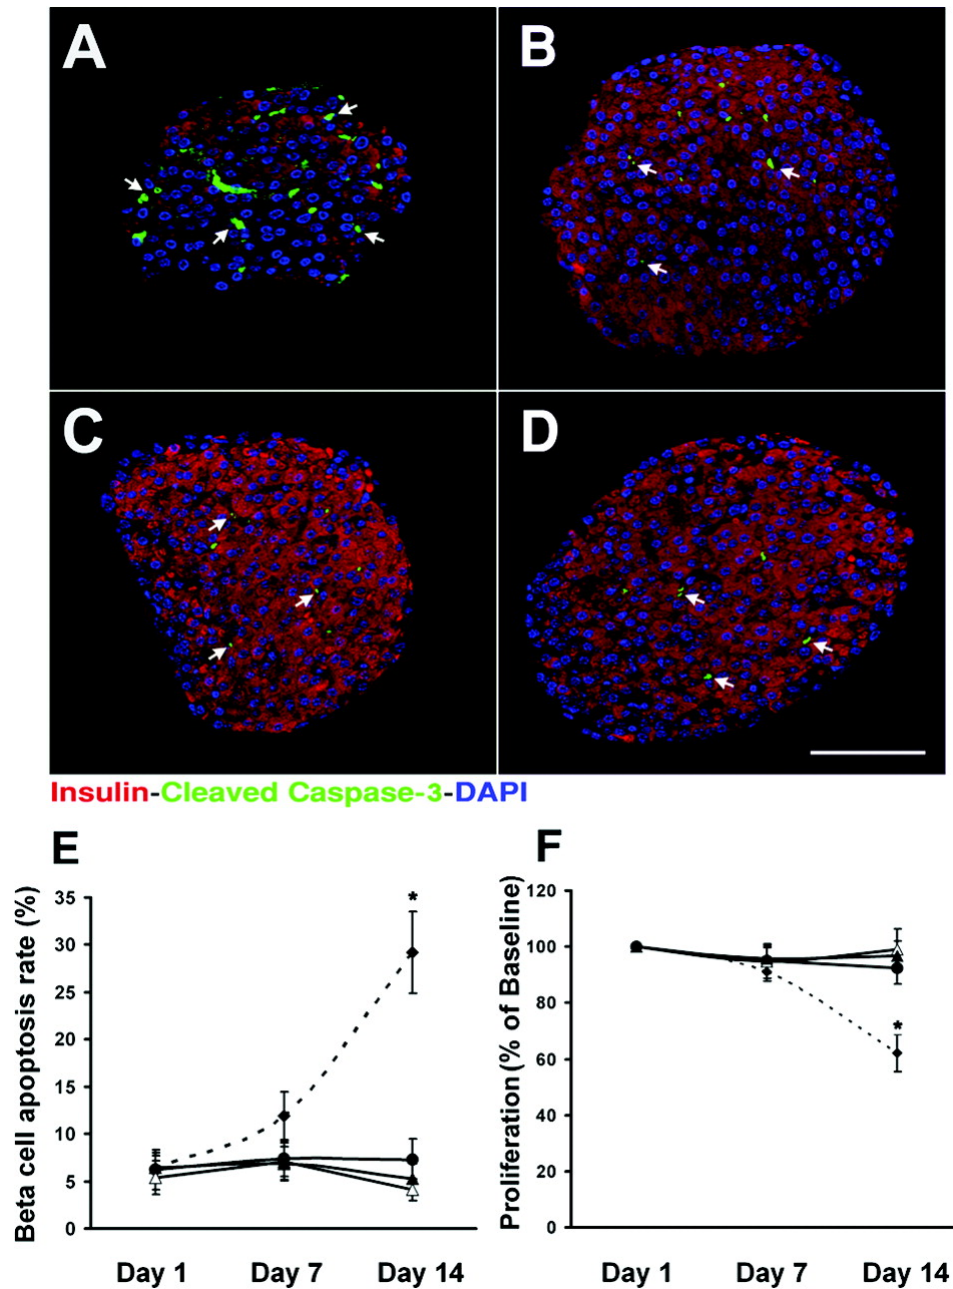 A
B
C
D
Insulin-Cleaved Caspase-3-DAPI
E
F
Beta cell apoptosis rate (%)
35
30
25
20
15
10
5
0
*
Day 1 Day 7 Day 14
Proliferation (% of Baseline)
120
100
80
60
40
20
0
*
Day 1 Day 7 Day 14